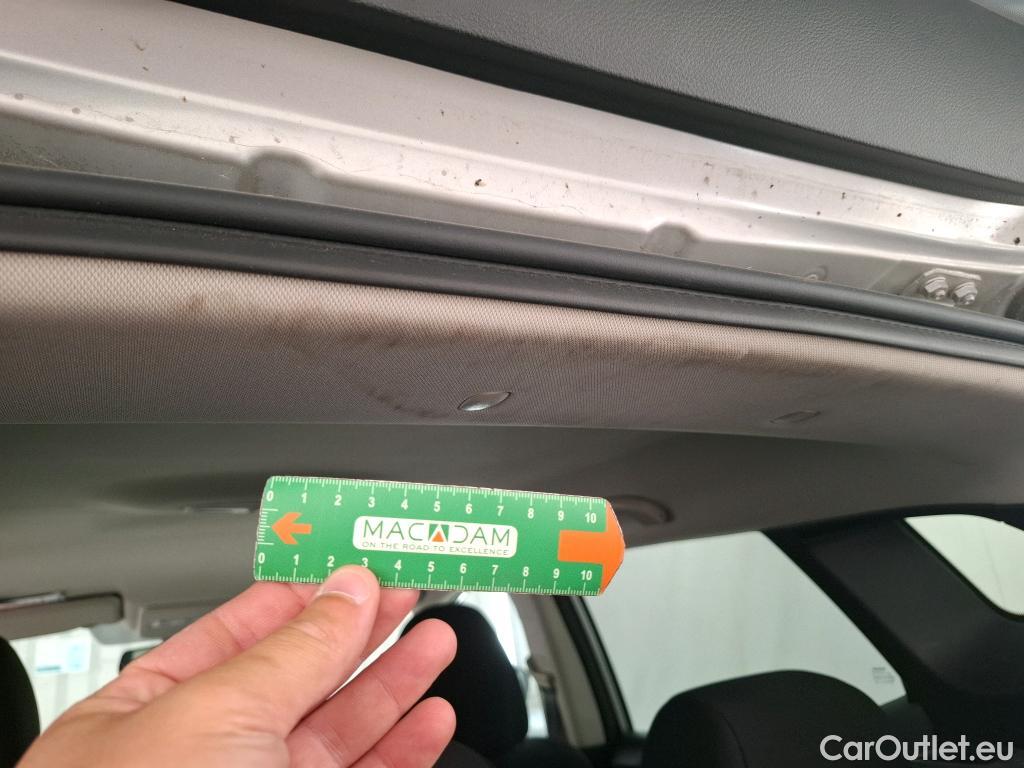 0 1 2 3 4 5 6 7 8 9 10
MACADAM
ON THE ROAD TO EXCELLENCE
0 1 2 3 4 5 6 7 8 9 10
CarOutlet.eu